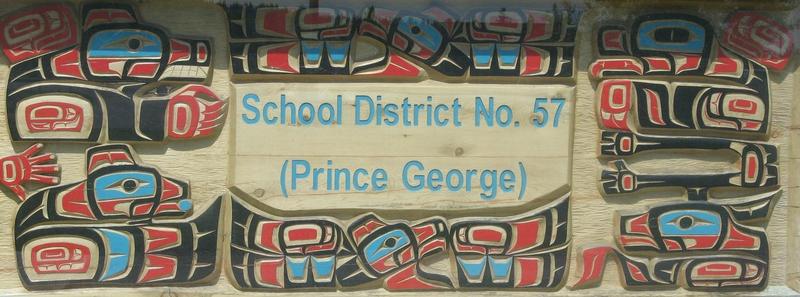 School District No. 57
(Prince George)